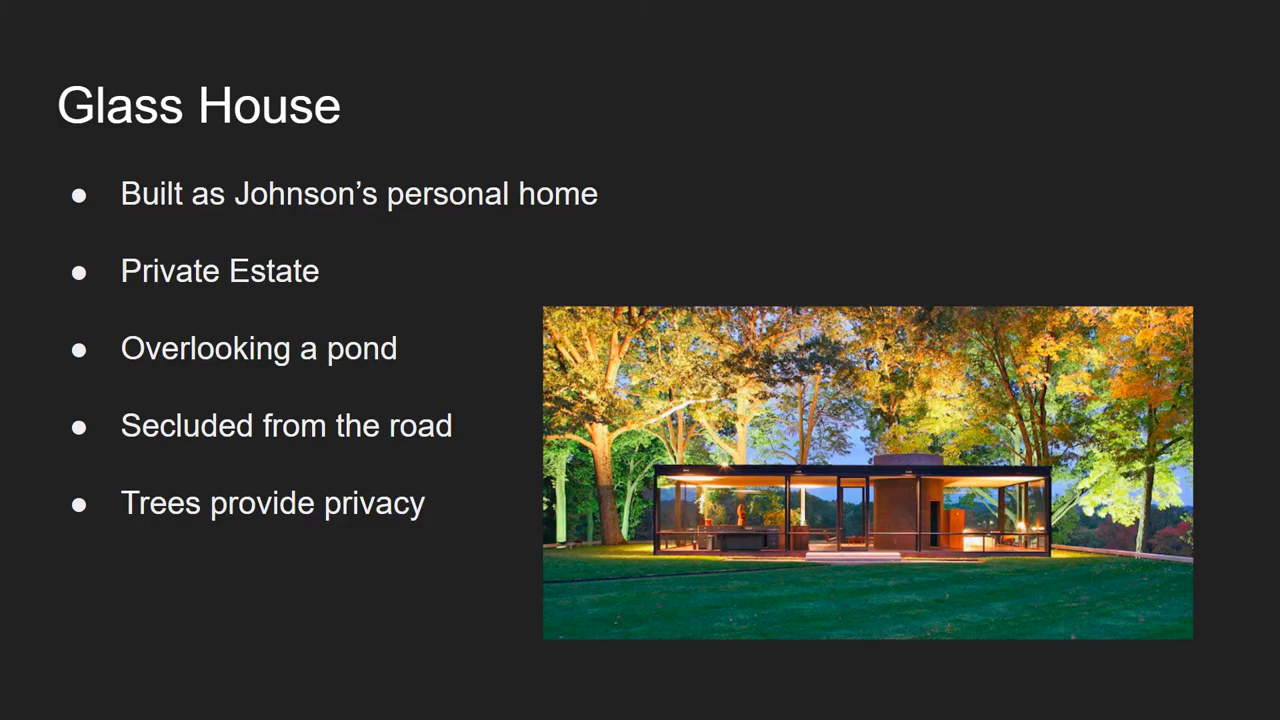 Glass House
● Built as Johnson’s personal home
● Private Estate
● Overlooking a pond
● Secluded from the road
● Trees provide privacy